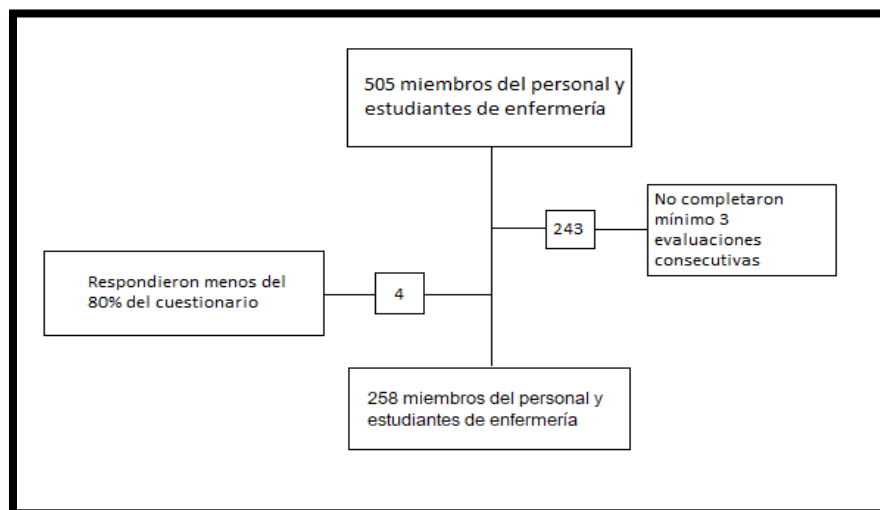 505 miembros del personal y
estudiantes de enfermería
243
No completaron
mínimo 3
evaluaciones
consecutivas
Respondieron menos del
80% del cuestionario
4
258 miembros del personal y
estudiantes de enfermería